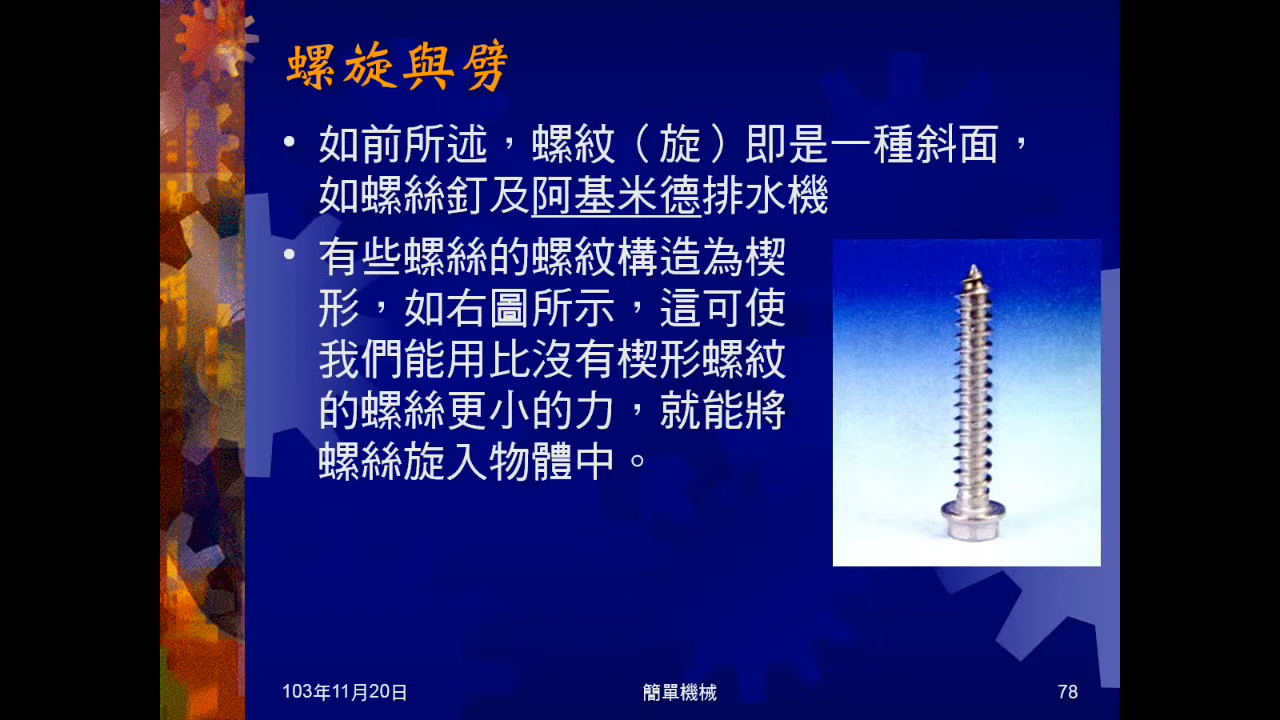 螺旋與劈
• 如前所述，螺紋（旋）即是一種斜面，
如螺絲釘及阿基米德排水機
• 有些螺絲的螺紋構造為楔
形，如右圖所示，這可使
我們能用比沒有楔形螺紋
的螺絲更小的力，就能將
螺絲旋入物體中。
103年11月20日
簡單機械
78